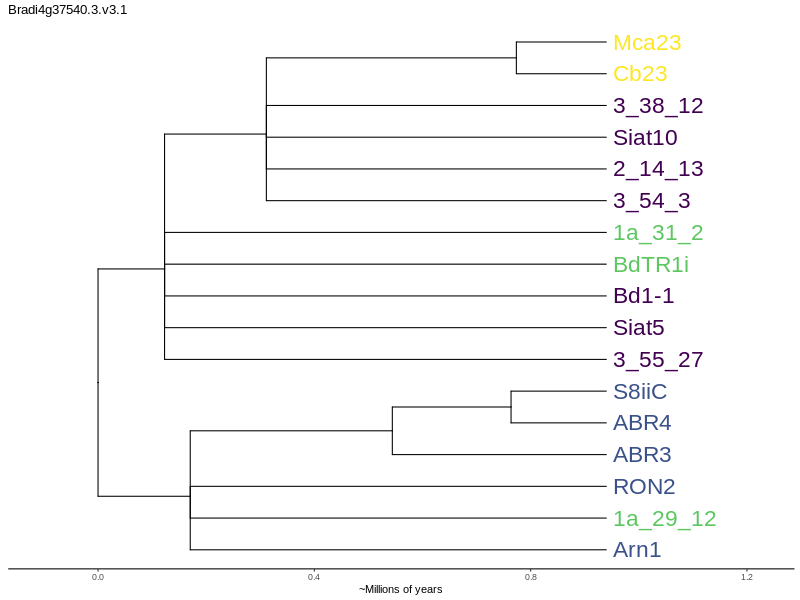 Bradi4g37540.3.v3.1
Mca23
Cb23
3_38_12
Siat10
2_14_13
3_54_3
1a_31_2
BdTR1i
Bd1-1
Siat5
3_55_27
S8iiC
ABR4
ABR3
RON2
1a_29_12
Arn1
0.0 0.4 0.8 1.2
~Millions of years